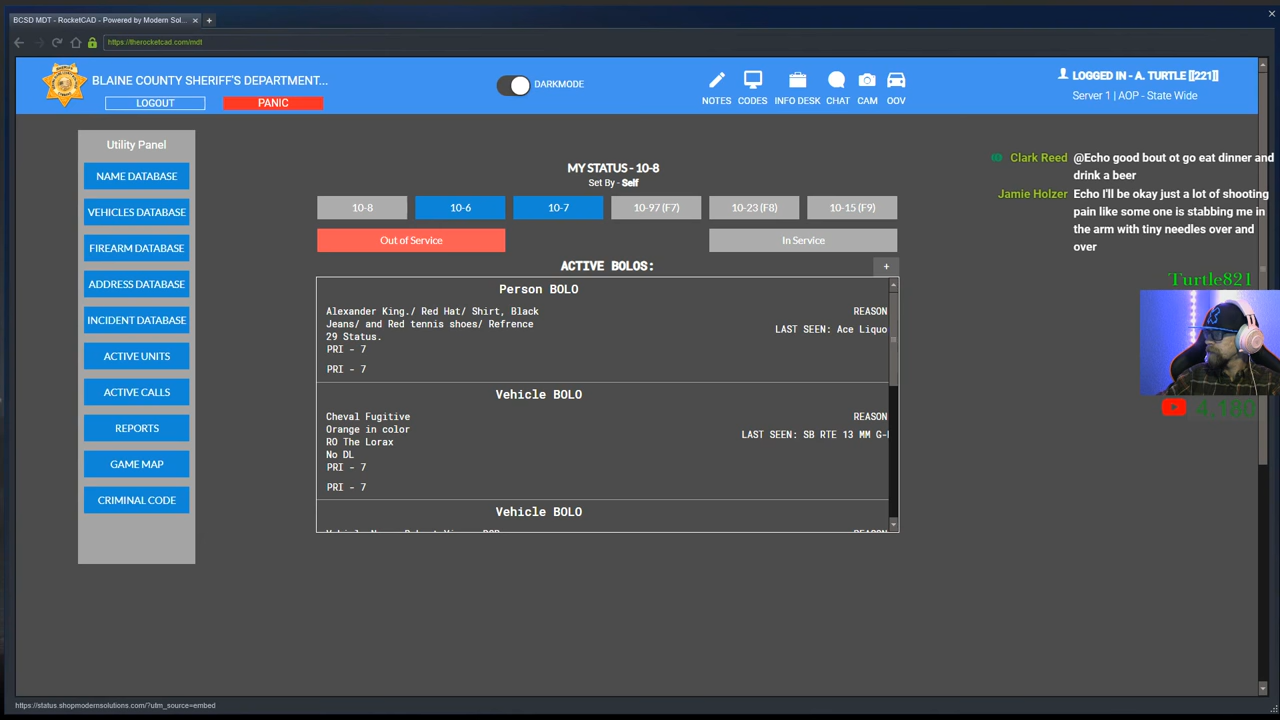 BCSD MDT - RocketCAD - Powered by Modern Sol...
https://therocketcad.com/mdt
BLAINE COUNTY SHERIFF'S DEPARTMENT...
LOGOUT
PANIC
DARKMODE
NOTES
CODES
INFO DESK
CHAT
CAM
OOV
LOGGED IN - A. TURTLE [[221]]
Server 1 | AOP - State Wide
Utility Panel
NAME DATABASE
VEHICLES DATABASE
FIREARM DATABASE
ADDRESS DATABASE
INCIDENT DATABASE
ACTIVE UNITS
ACTIVE CALLS
REPORTS
GAME MAP
CRIMINAL CODE
MY STATUS - 10-8
Set By - Self
10-8
10-6
10-7
10-97 (F7)
10-23 (F8)
10-15 (F9)
Out of Service
In Service
ACTIVE BOLOS:
+
Person BOLO
Alexander King./ Red Hat/ Shirt, Black
Jeans/ and Red tennis shoes/ Refrence
29 Status.
PRI - 7
PRI - 7
REASON
LAST SEEN: Ace Liquo
Vehicle BOLO
Cheval Fugitive
Orange in color
RO The Lorax
No DL
PRI - 7
PRI - 7
REASON
LAST SEEN: SB RTE 13 MM G-
Vehicle BOLO
REASON
Clark Reed @Echo good bout ot go eat dinner and
drink a beer
Jamie Holzer Echo I'll be okay just a lot of shooting
pain like some one is stabbing me in
the arm with tiny needles over and
over
Turtle821
4,180
https://status.shopmodernsolutions.com/?utm_source=embed